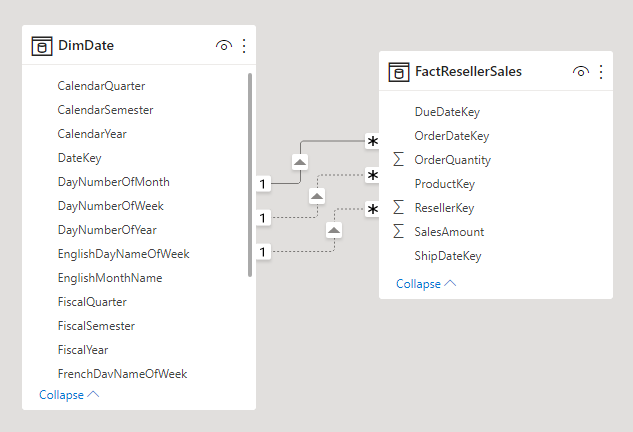 DimDate
CalendarQuarter
CalendarSemester
CalendarYear
DateKey
DayNumberOfMonth
DayNumberOfWeek
DayNumberOfYear
EnglishDayNameOfWeek
EnglishMonthName
FiscalQuarter
FiscalSemester
FiscalYear
FrenchDayNameOfWeek
Collapse
1
1
1
*
*
*
FactResellerSales
DueDateKey
OrderDateKey
∑ OrderQuantity
ProductKey
∑ ResellerKey
∑ SalesAmount
ShipDateKey
Collapse